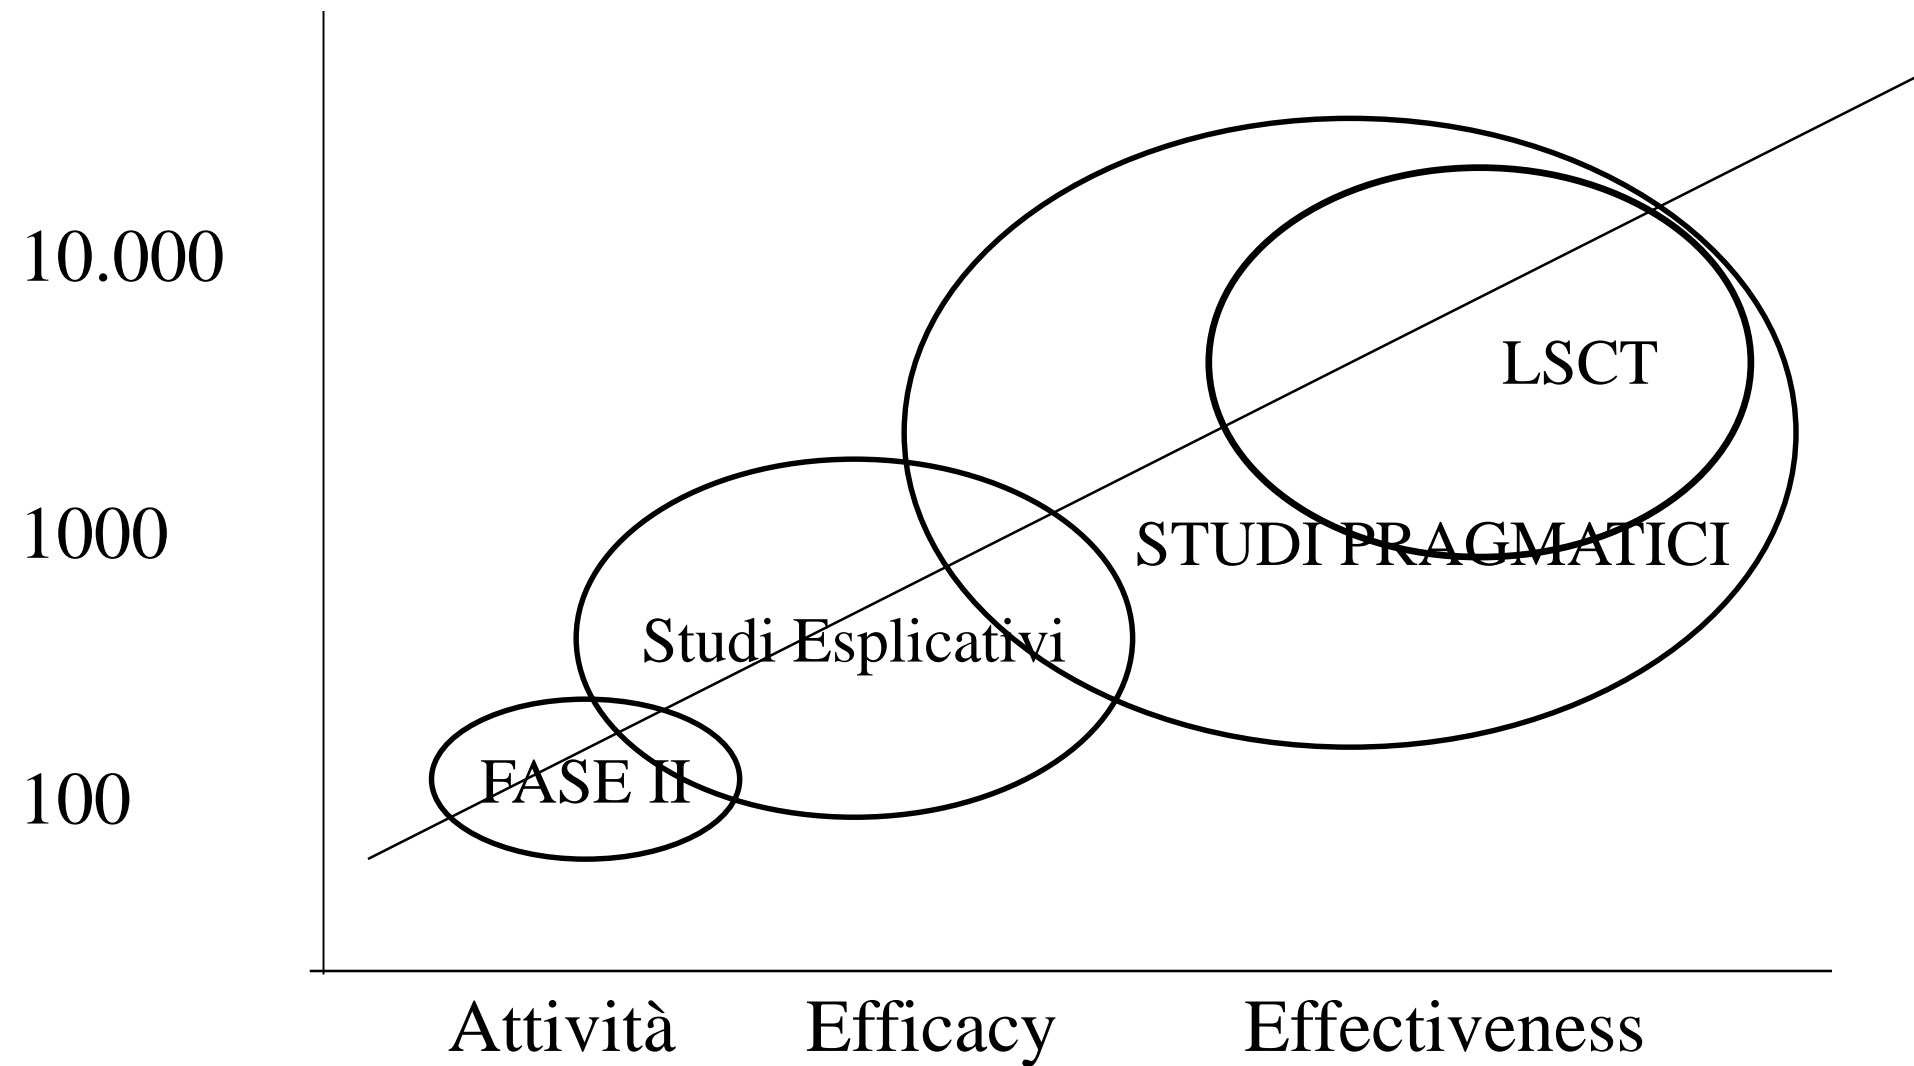 10.000
LSCT
1000
STUDI PRAGMATICI
Studi Esplicativi
FASE II
100
Attività Efficacy Effectiveness